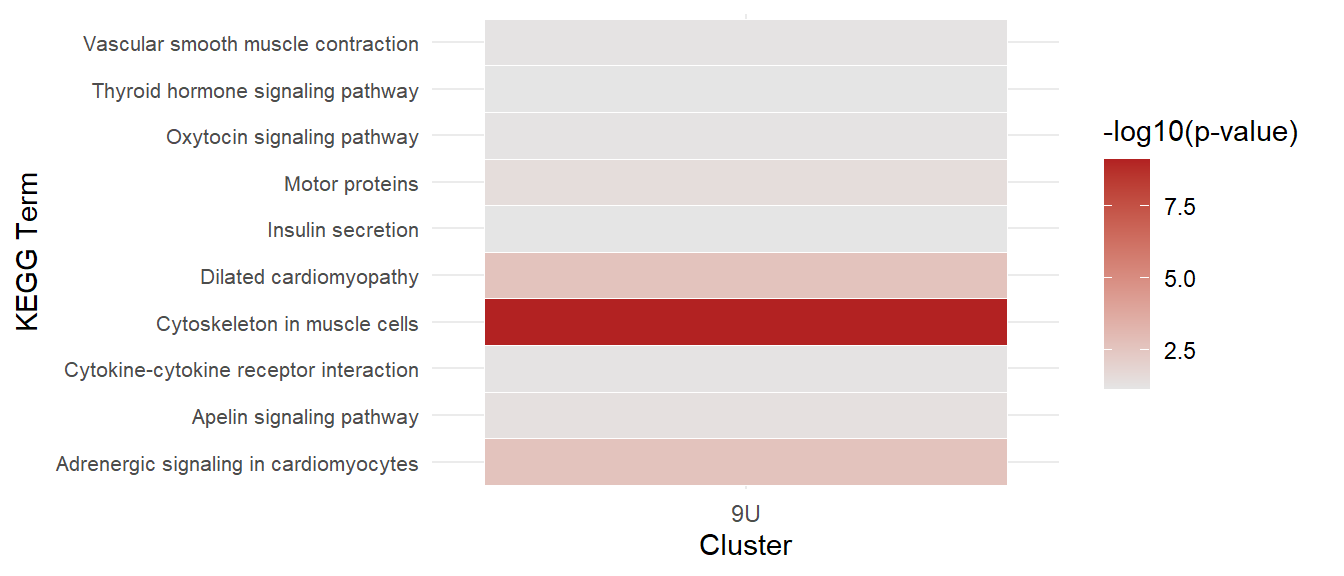 KEGG Term
Vascular smooth muscle contraction
Thyroid hormone signaling pathway
Oxytocin signaling pathway
Motor proteins
Insulin secretion
Dilated cardiomyopathy
Cytoskeleton in muscle cells
Cytokine-cytokine receptor interaction
Apelin signaling pathway
Adrenergic signaling in cardiomyocytes
9U
Cluster
-log10(p-value)
7.5
5.0
2.5